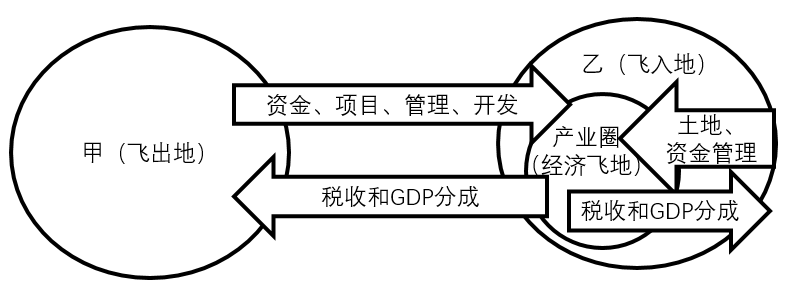 乙（飞入地）
资金、项目、管理、开发
甲（飞出地）
产业圈
（经济飞地）
土地、
资金管理
税收和GDP分成
税收和GDP分成